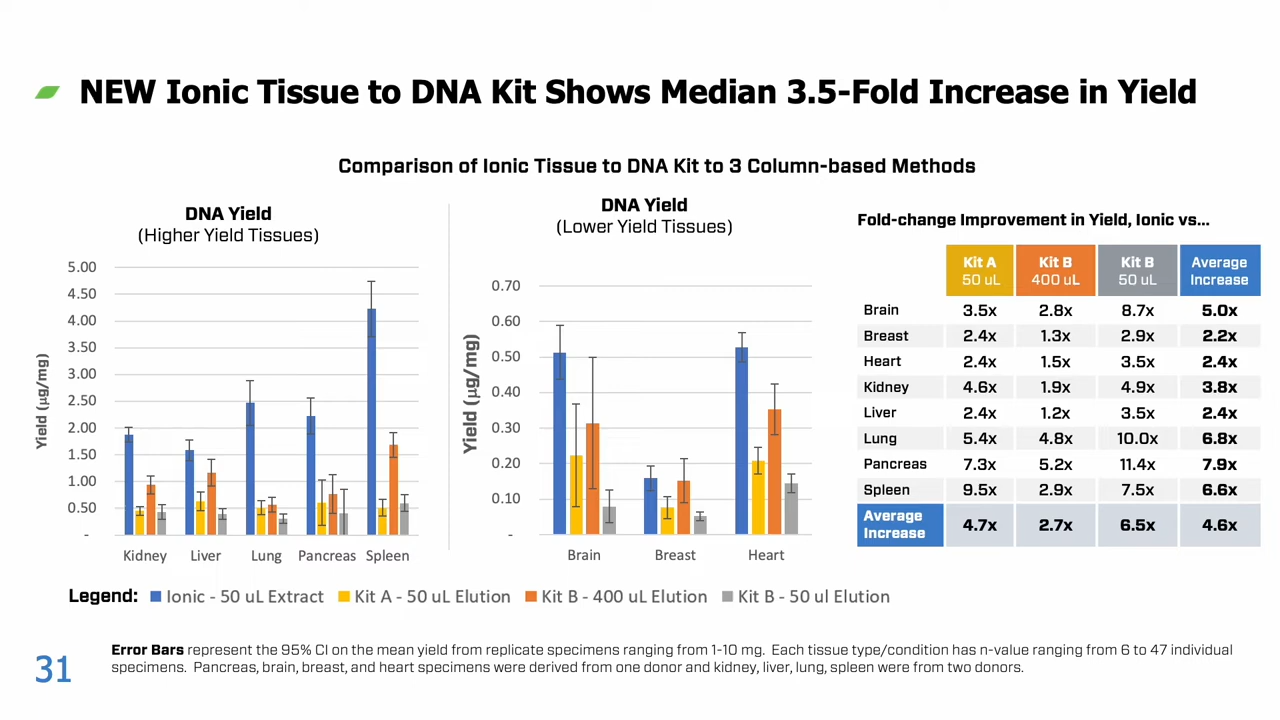 NEW Ionic Tissue to DNA Kit Shows Median 3.5-Fold Increase in Yield
Comparison of Ionic Tissue to DNA Kit to 3 Column-based Methods
DNA Yield
(Higher Yield Tissues)
Yield (µg/mg)
5.00
4.50
4.00
3.50
3.00
2.50
2.00
1.50
1.00
0.50
-
Kidney Liver Lung Pancreas Spleen
DNA Yield
(Lower Yield Tissues)
Yield (µg/mg)
0.70
0.60
0.50
0.40
0.30
0.20
0.10
-
Brain Breast Heart
Fold-change Improvement in Yield, Ionic vs...
Kit A Kit B Kit B Average
50 uL 400 uL 50 uL Increase
Brain 3.5x 2.8x 8.7x 5.0x
Breast 2.4x 1.3x 2.9x 2.2x
Heart 2.4x 1.5x 3.5x 2.4x
Kidney 4.6x 1.9x 4.9x 3.8x
Liver 2.4x 1.2x 3.5x 2.4x
Lung 5.4x 4.8x 10.0x 6.8x
Pancreas 7.3x 5.2x 11.4x 7.9x
Spleen 9.5x 2.9x 7.5x 6.6x
Average
Increase 4.7x 2.7x 6.5x 4.6x
Legend: Ionic - 50 uL Extract Kit A - 50 uL Elution Kit B - 400 uL Elution Kit B - 50 ul Elution
Error Bars represent the 95% CI on the mean yield from replicate specimens ranging from 1-10 mg. Each tissue type/condition has n-value ranging from 6 to 47 individual
specimens. Pancreas, brain, breast, and heart specimens were derived from one donor and kidney, liver, lung, spleen were from two donors.
31